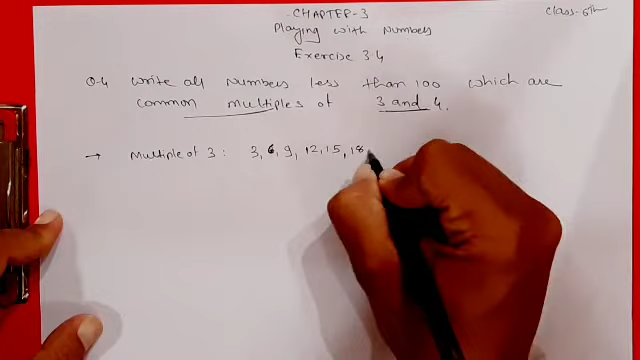 CHAPTER-3
Class-6th
Playing with Numbers
Exercise 3.4
Q.4 Write all Numbers less than 100 which are
common multiples of 3 and 4.
→ Multiple of 3 : 3, 6, 9, 12, 15, 18